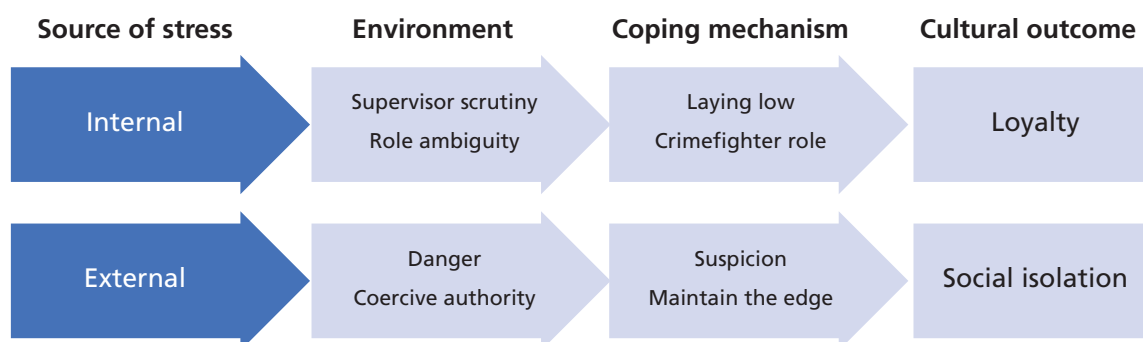 Source of stress
Environment
Coping mechanism
Cultural outcome
Internal
Supervisor scrutiny
Role ambiguity
Laying low
Crimefighter role
Loyalty
External
Danger
Coercive authority
Suspicion
Maintain the edge
Social isolation